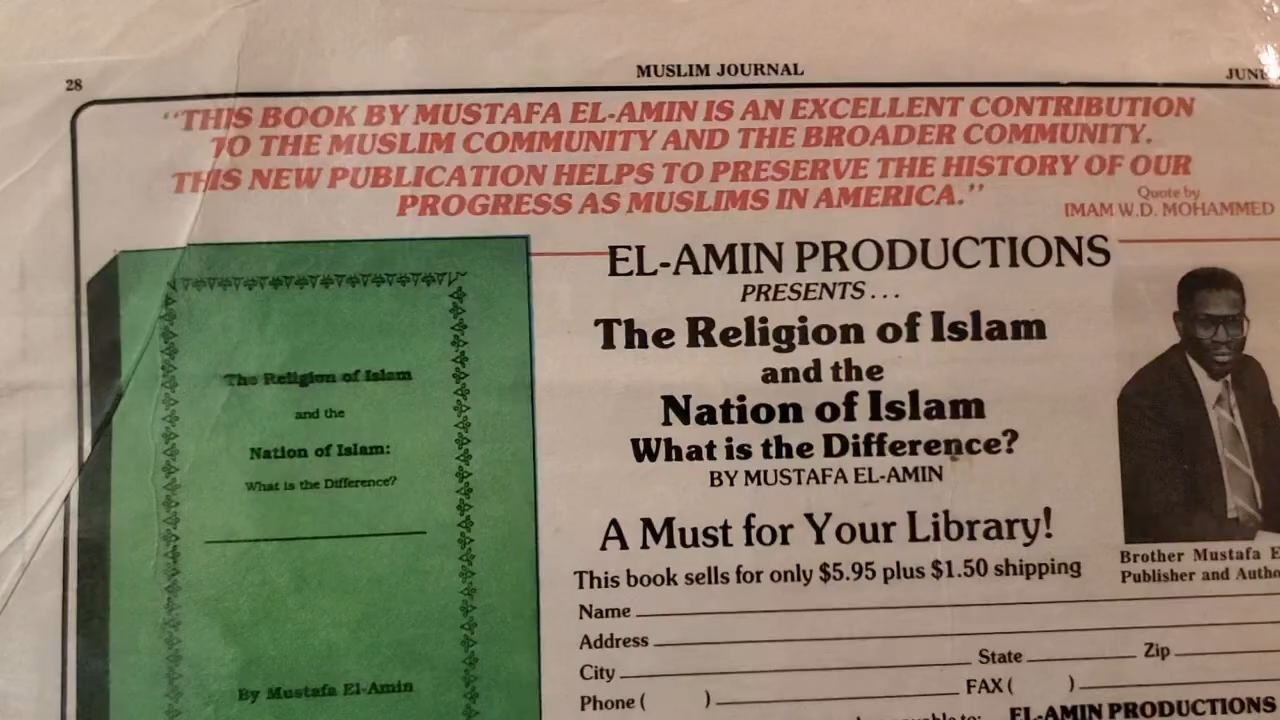 28
MUSLIM JOURNAL
JUNE
"THIS BOOK BY MUSTAFA EL-AMIN IS AN EXCELLENT CONTRIBUTION
TO THE MUSLIM COMMUNITY AND THE BROADER COMMUNITY.
THIS NEW PUBLICATION HELPS TO PRESERVE THE HISTORY OF OUR
PROGRESS AS MUSLIMS IN AMERICA."
Quote by
IMAM W.D. MOHAMMED
EL-AMIN PRODUCTIONS
PRESENTS . . .
The Religion of Islam
and the
Nation of Islam
What is the Difference?
BY MUSTAFA EL-AMIN
A Must for Your Library!
This book sells for only $5.95 plus $1.50 shipping
Name
Address
City State Zip
Phone ( ) FAX ( )
to: EL-AMIN PRODUCTIONS
The Religion of Islam
and the
Nation of Islam:
What is the Difference?
By Mustafa El-Amin
Brother Mustafa E
Publisher and Autho